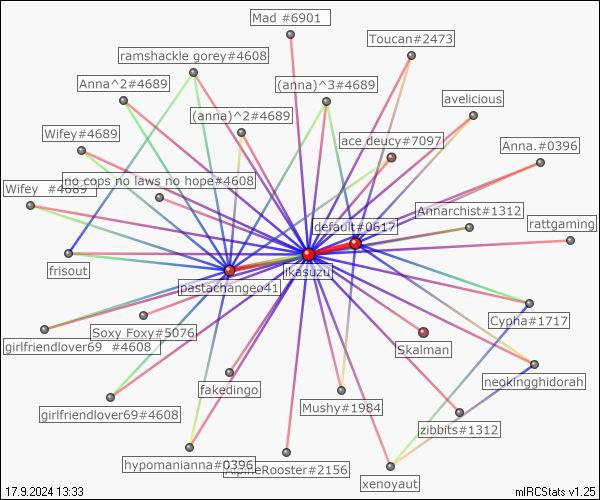 Mad #6901
Toucan#2473
ramshackle gorey#4608
Anna^2#4689
(anna)^3#4689
avelicious
(anna)^2#4689
Wifey#4689
ace deucy#7097
Anna.#0396
no cops no laws no hope#4608
Wifey #4689
Annarchist#1312
default#0617
rattgaming
frisout
ikasuzu
pastachangeo41
Soxy Foxy#5076
Cypha#1717
girlfriendlover69 #4608
Skalman
neokingghidorah
fakedingo
Mushy#1984
girlfriendlover69#4608
zibbits#1312
hypomanianna#0396
AlpineRooster#2156
xenoyaut
17.9.2024 13:33
mIRCStats v1.25